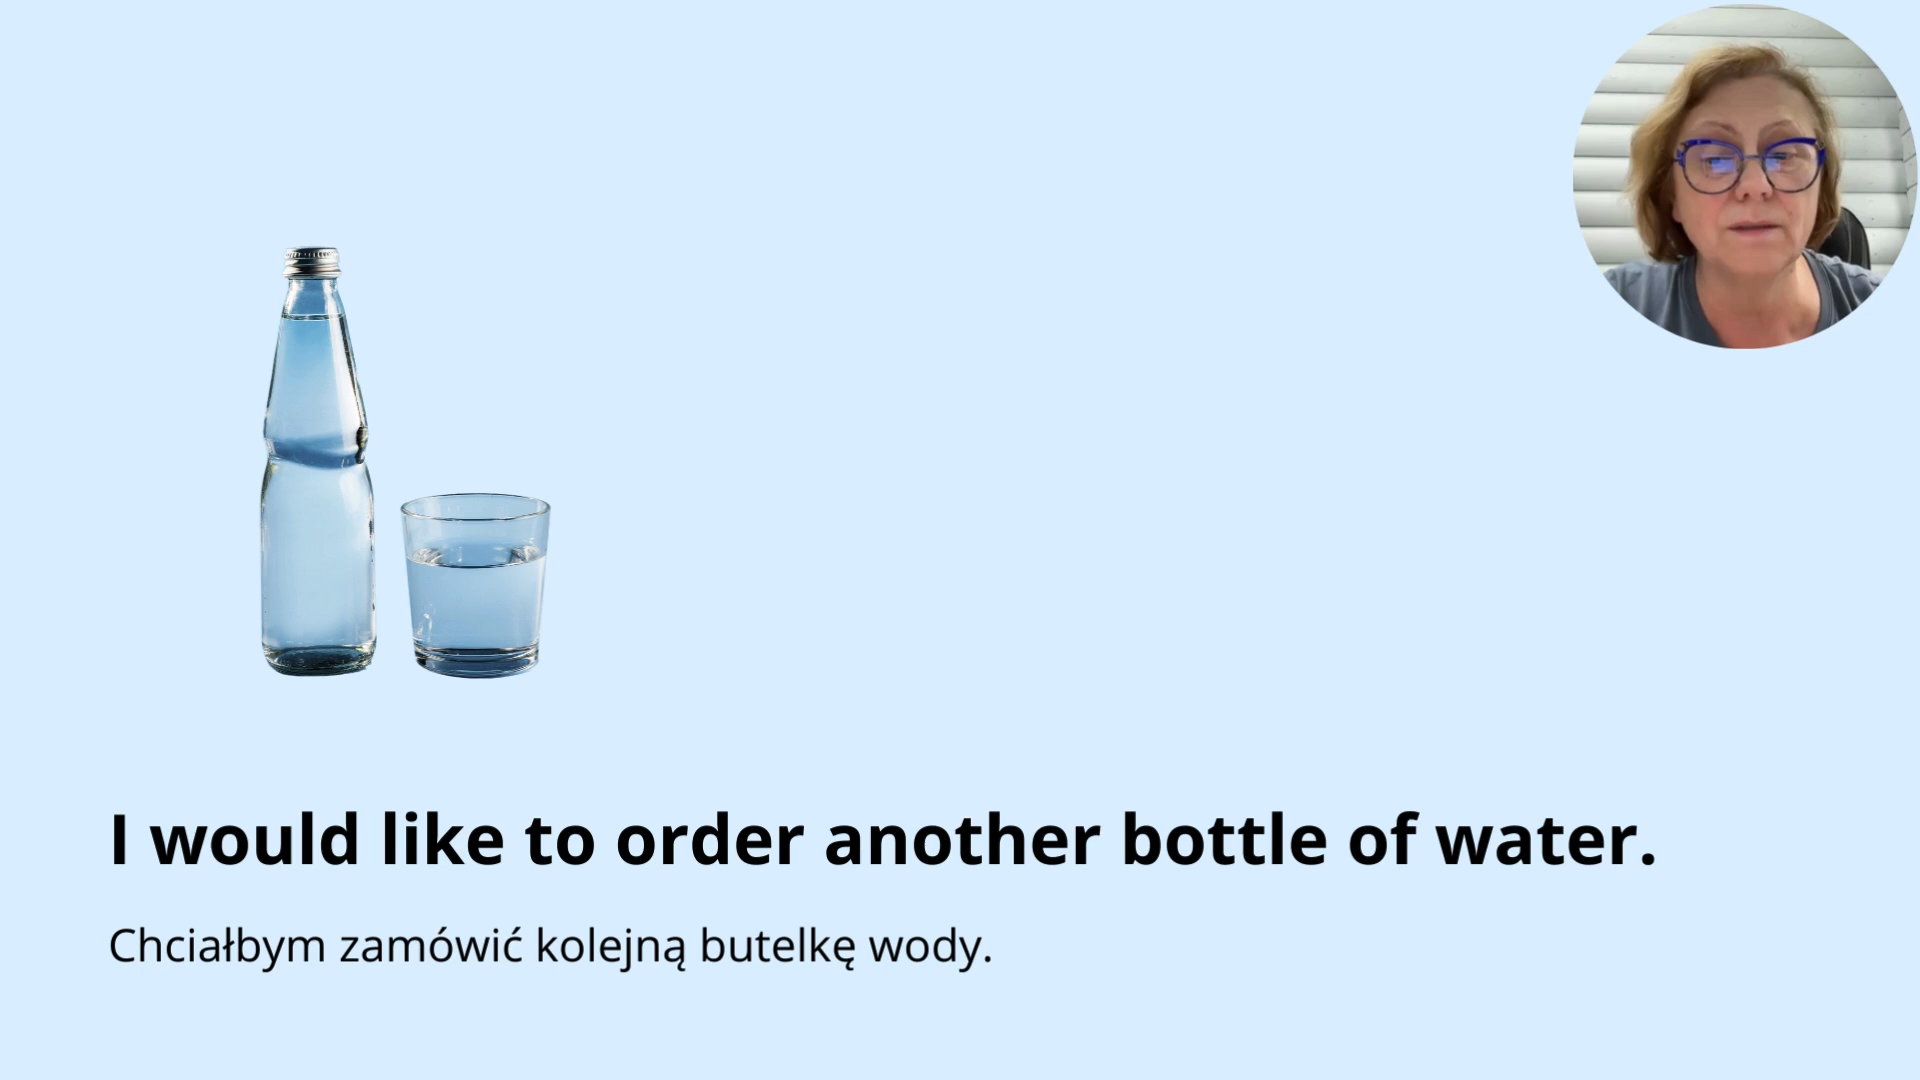 I would like to order another bottle of water.
Chciałbym zamówić kolejną butelkę wody.